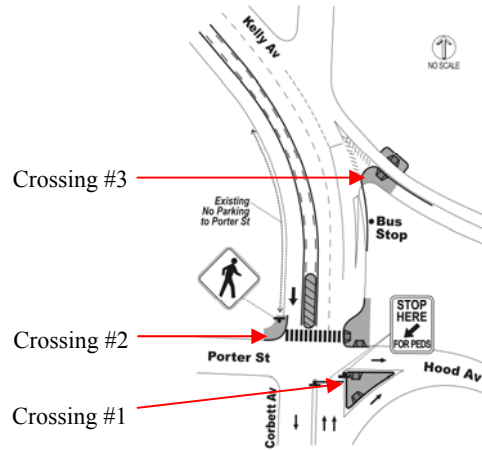 Kelly Av
NO SCALE
Crossing #3
Existing
No Parking
to Porter St
Bus
Stop
STOP
HERE
FOR PEDS
Crossing #2
Porter St
Hood Av
Crossing #1
Corbett Av